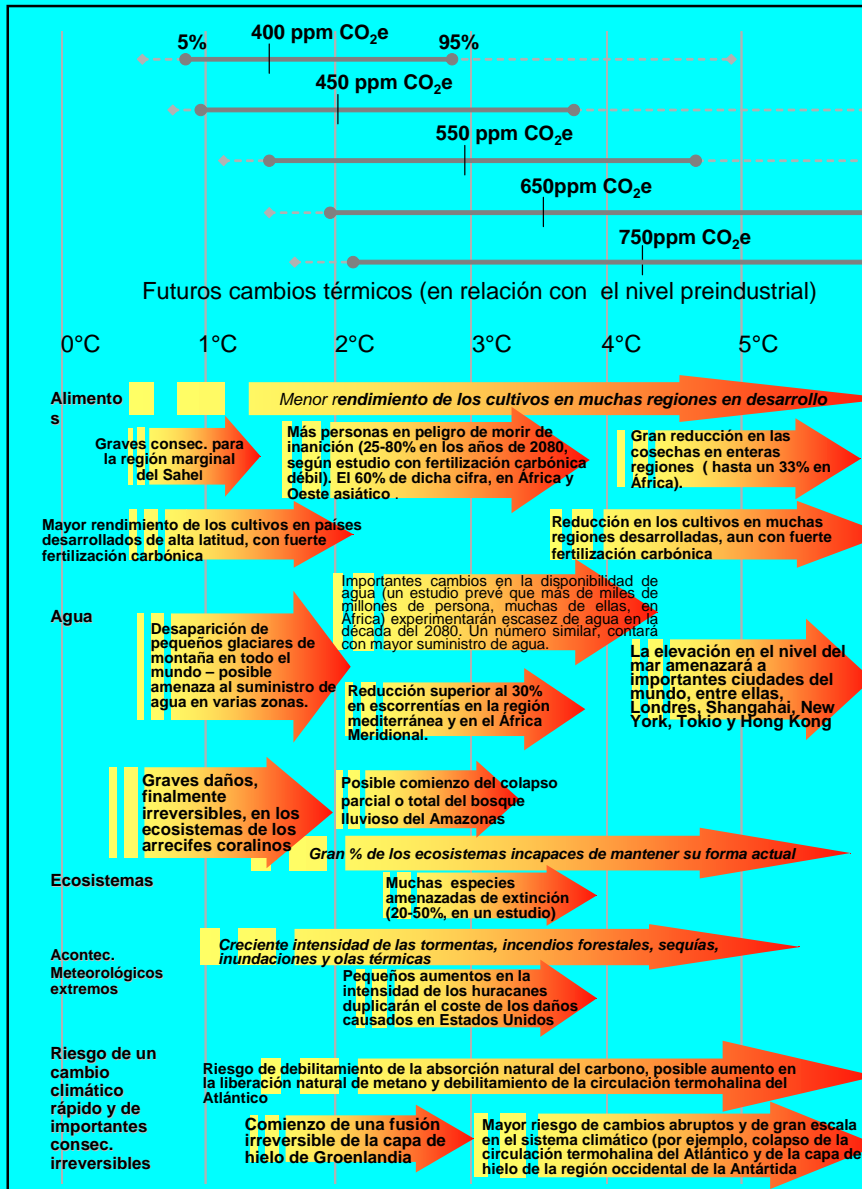 400 ppm CO₂e
5%
95%
450 ppm CO₂e
550 ppm CO₂e
650ppm CO₂e
750ppm CO₂e
Futuros cambios térmicos (en relación con el nivel preindustrial)
0°C 1°C 2°C 3°C 4°C 5°C
Alimento
s
Menor rendimiento de los cultivos en muchas regiones en desarrollo
Graves consec. para
la región marginal
del Sahel
Más personas en peligro de morir de
inanición (25-80% en los años de 2080,
según estudio con fertilización carbónica
débil). El 60% de dicha cifra, en África y
Oeste asiático .
Gran reducción en las
cosechas en enteras
regiones ( hasta un 33% en
África).
Mayor rendimiento de los cultivos en países
desarrollados de alta latitud, con fuerte
fertilización carbónica
Reducción en los cultivos en muchas
regiones desarrolladas, aun con fuerte
fertilización carbónica
Agua
Desaparición de
pequeños glaciares de
montaña en todo el
mundo – posible
amenaza al suministro de
agua en varias zonas.
Importantes cambios en la disponibilidad de
agua (un estudio prevé que más de miles de
millones de persona, muchas de ellas, en
África) experimentarán escasez de agua en la
década del 2080. Un número similar, contará
con mayor suministro de agua.
Reducción superior al 30%
en escorrentías en la región
mediterránea y en el África
Meridional.
La elevación en el nivel del
mar amenazará a
importantes ciudades del
mundo, entre ellas,
Londres, Shangahái, New
York, Tokio y Hong Kong
Graves daños,
finalmente
irreversibles, en los
ecosistemas de los
arrecifes coralinos
Posible comienzo del colapso
parcial o total del bosque
lluvioso del Amazonas
Gran % de los ecosistemas incapaces de mantener su forma actual
Ecosistemas
Muchas especies
amenazadas de extinción
(20-50%, en un estudio)
Acontec.
Meteorológicos
extremos
Creciente intensidad de las tormentas, incendios forestales, sequías,
inundaciones y olas térmicas
Pequeños aumentos en la
intensidad de los huracanes
duplicarán el coste de los daños
causados en Estados Unidos
Riesgo de un
cambio
climático
rápido y de
importantes
consec.
irreversibles
Riesgo de debilitamiento de la absorción natural del carbono, posible aumento en
la liberación natural de metano y debilitamiento de la circulación termohalina del
Atlántico
Comienzo de una fusión
irreversible de la capa de
hielo de Groenlandia
Mayor riesgo de cambios abruptos y de gran escala
en el sistema climático (por ejemplo, colapso de la
circulación termohalina del Atlántico y de la capa de
hielo de la región occidental de la Antártida